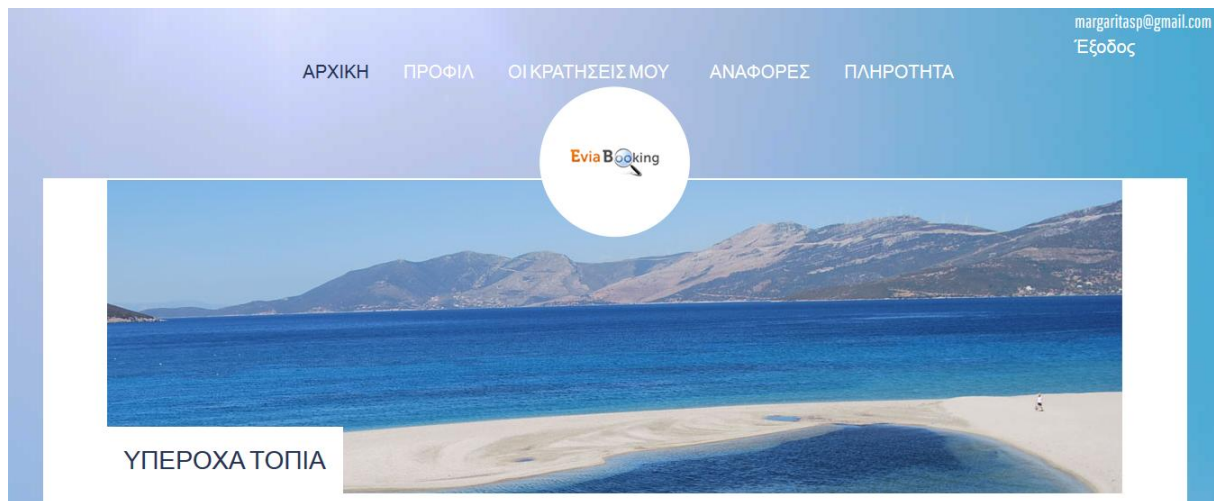 margaritasp@gmail.com
Έξοδος
ΑΡΧΙΚΗ ΠΡΟΦΙΛ ΟΙ ΚΡΑΤΗΣΕΙΣ ΜΟΥ ΑΝΑΦΟΡΕΣ ΠΛΗΡΟΤΗΤΑ
Evia Booking
ΥΠΕΡΟΧΑ ΤΟΠΙΑ